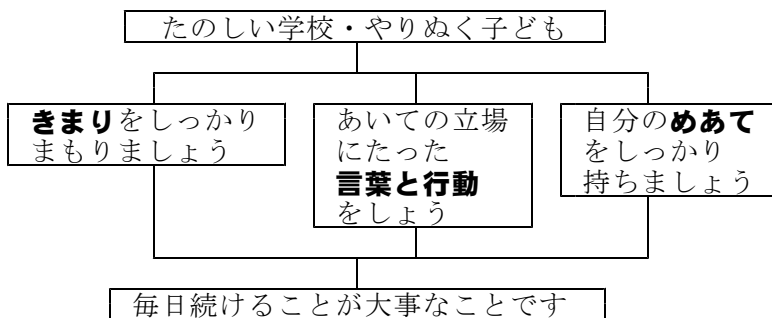 たのしい学校・やりぬく子ども
きまりをしっかり
まもりましょう
あいての立場
にたった
言葉と行動
をしょう
自分のめあて
をしっかり
持ちましょう
毎日続けることが大事なことです